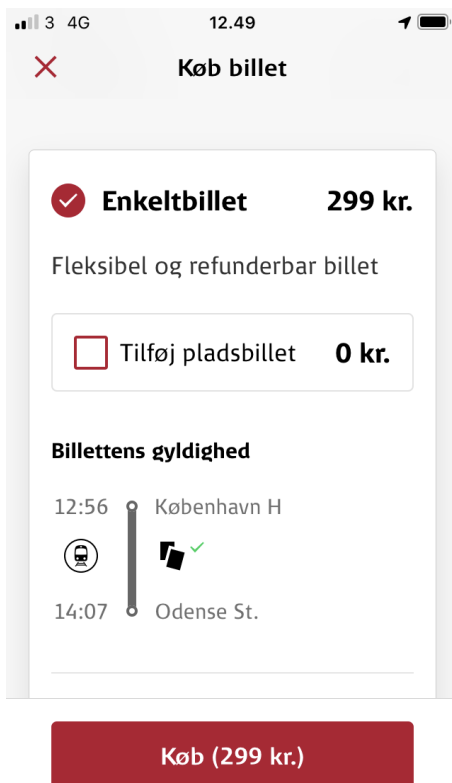 3 4G 12.49
Køb billet
Enkeltbillet 299 kr.
Fleksibel og refunderbar billet
Tilføj pladsbillet 0 kr.
Billettens gyldighed
12:56 København H
14:07 Odense St.
Køb (299 kr.)